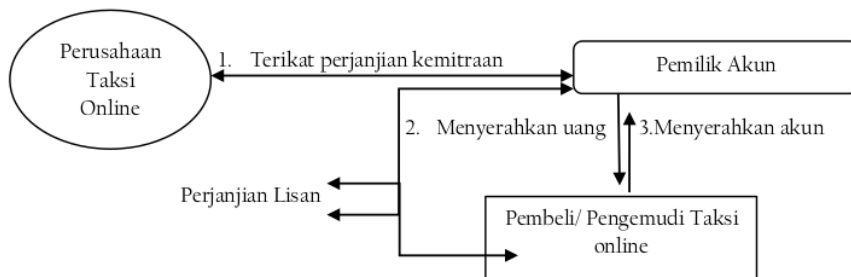 Perusahaan
Taksi
Online
1. Terikat perjanjian kemitraan
Pemilik Akun
2. Menyerahkan uang
3.Menyerahkan akun
Perjanjian Lisan
Pembeli/ Pengemudi Taksi
online